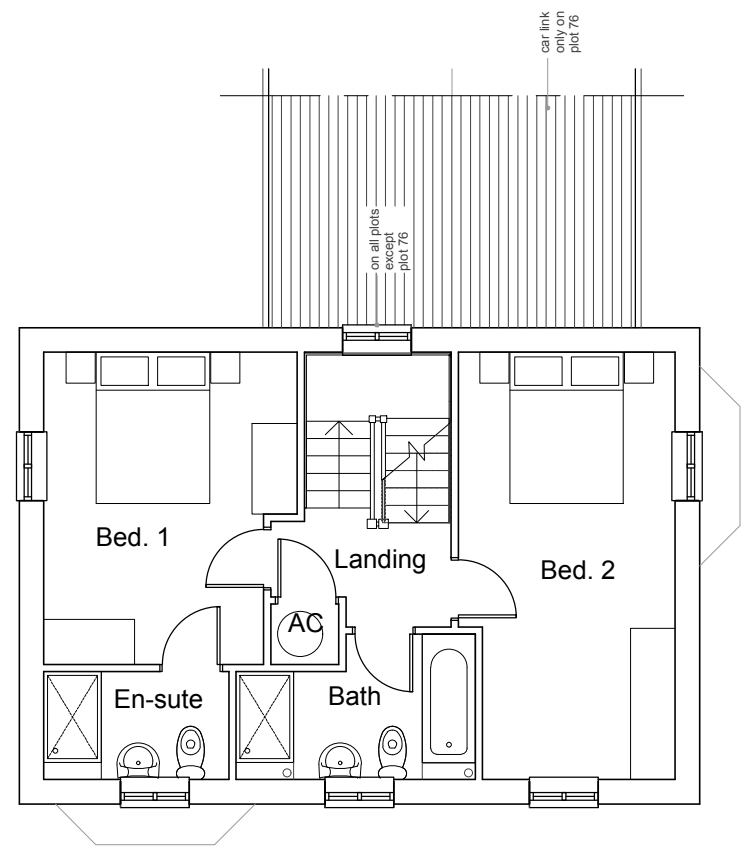 car link
only on
plot 76
on all plots
except
plot 76
Bed. 1
Landing
Bed. 2
AC
En-sute
Bath